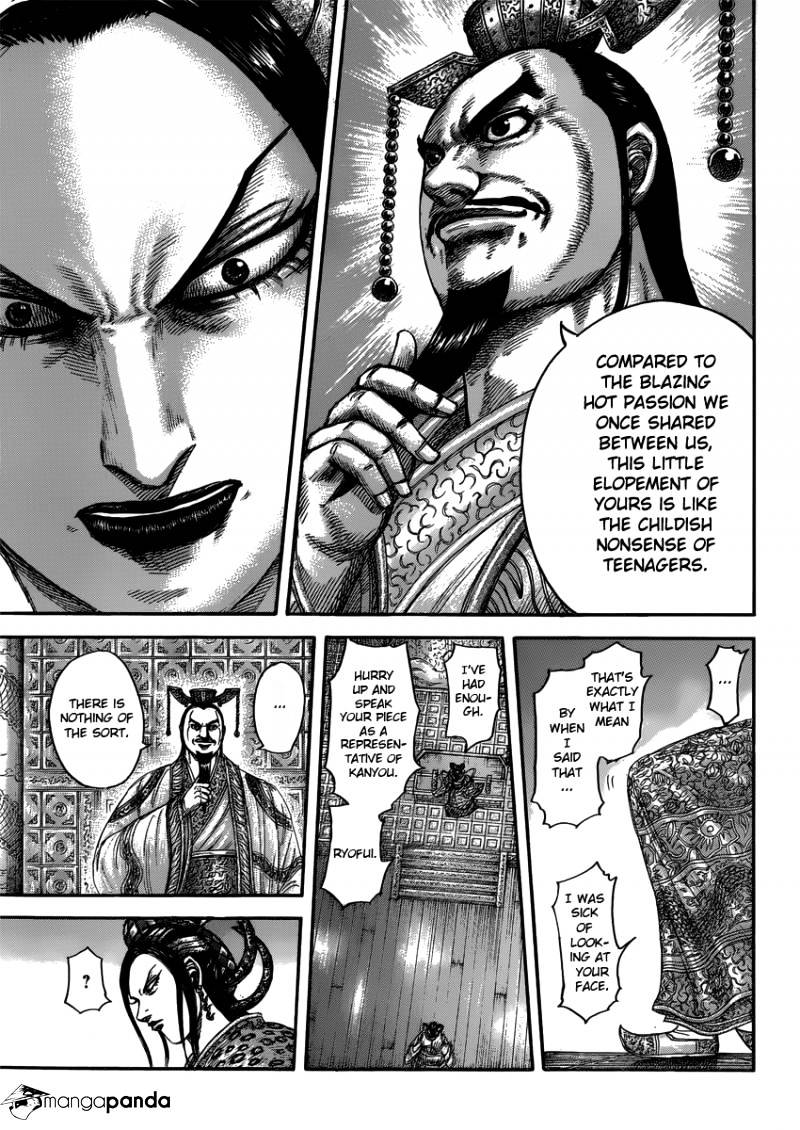 COMPARED TO
THE BLAZING
HOT PASSION WE
ONCE SHARED
BETWEEN US,
THIS LITTLE
ELOPEMENT OF
YOURS IS LIKE
THE CHILDISH
NONSENSE OF
TEENAGERS.
...
THAT'S
EXACTLY
WHAT I
MEAN
BY
WHEN I
SAID
THAT
...
I WAS
SICK
OF
LOOK-
ING AT
YOUR
FACE.
I'VE
HAD
ENOU-
GH.
HURRY
UP AND
SPEAK
YOUR PIECE
AS A
REPRESEN-
TATIVE OF
KANYOU.
RYOFUI.
...
THERE IS
NOTHING OF
THE SORT.
?
mangapanda